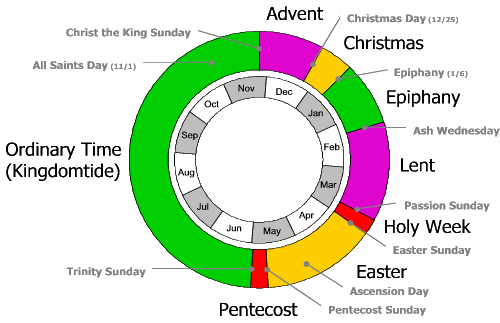 Advent
Christ the King Sunday
Christmas Day (12/25)
Christmas
All Saints Day (11/1)
Epiphany (1/6)
Epiphany
Nov
Dec
Oct
Jan
Ash Wednesday
Sep
Feb
Ordinary Time
(Kingdomtide)
Lent
Aug
Mar
Passion Sunday
Jul
Apr
Holy Week
Jun
May
Easter Sunday
Trinity Sunday
Easter
Ascension Day
Pentecost
Pentecost Sunday